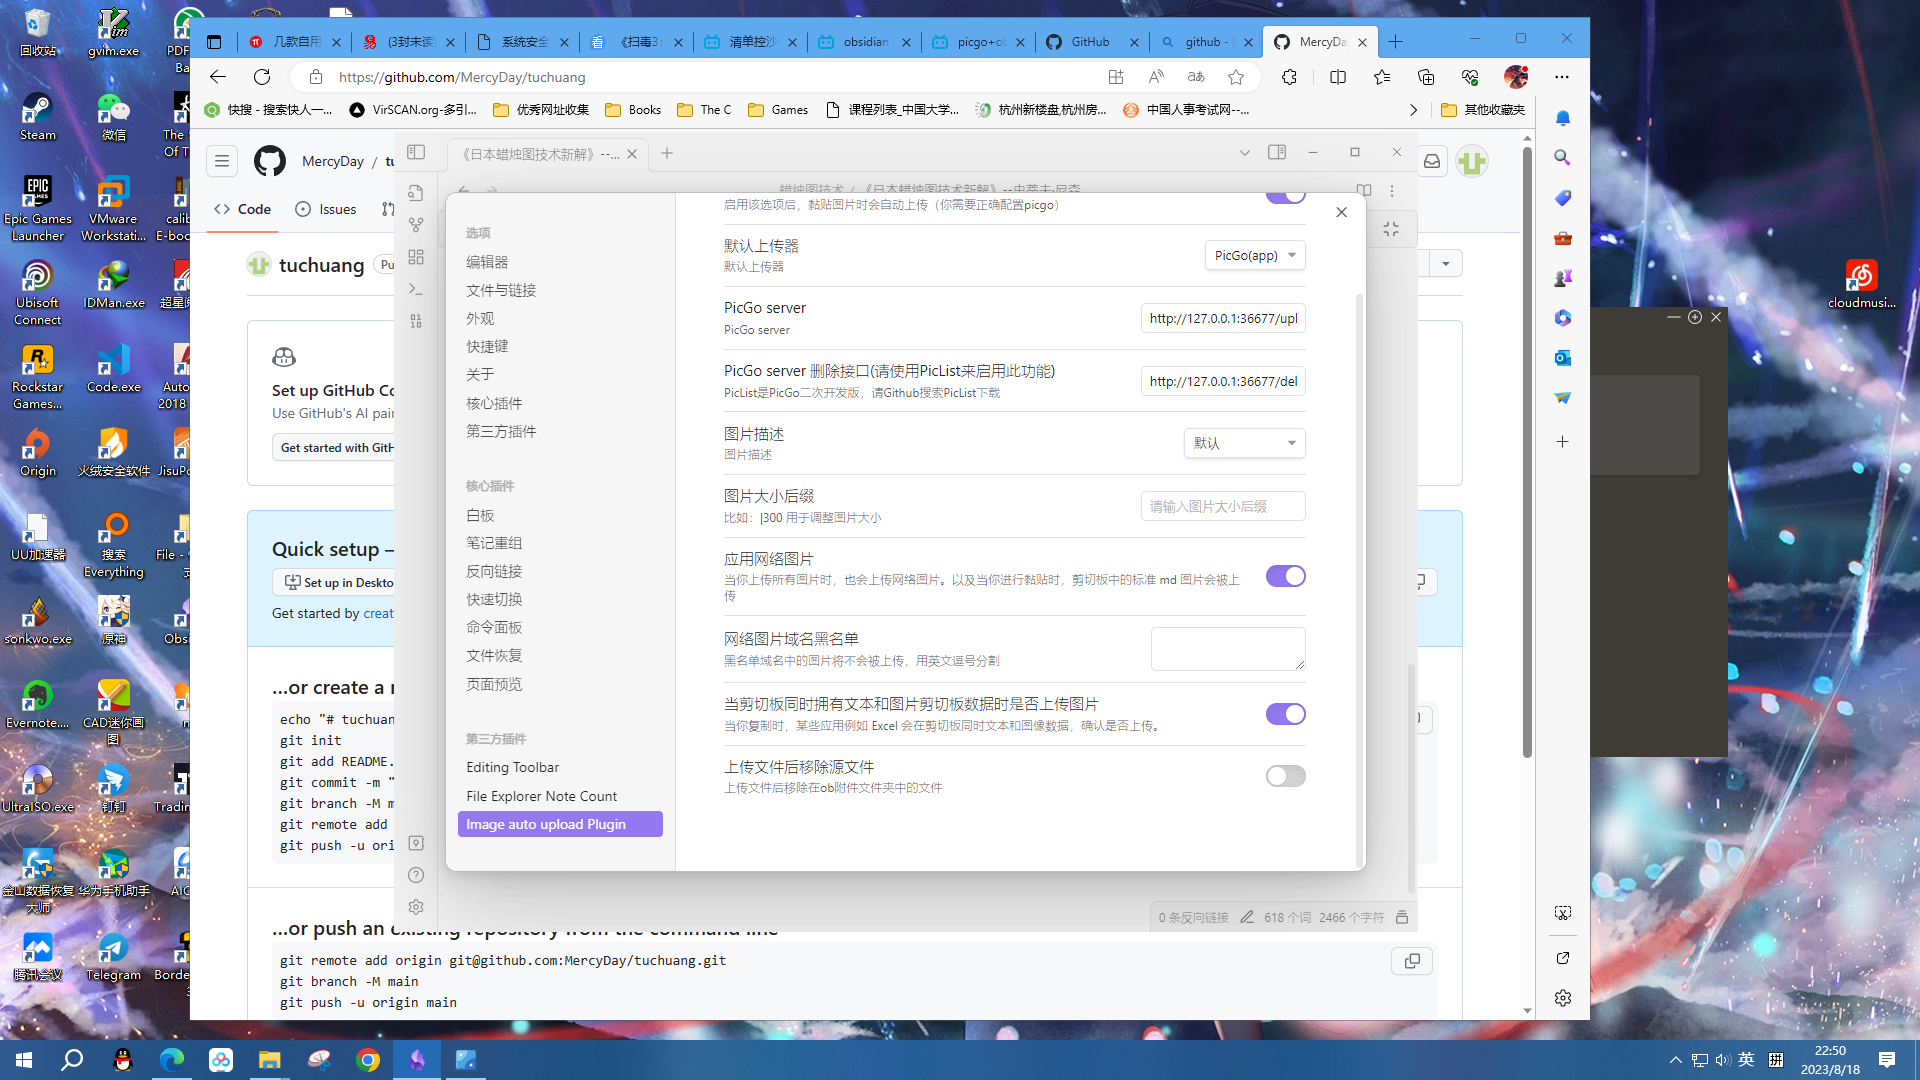 回收站
gvim.exe
PDF
Ba
Steam
微信
The S
Of T
Epic Games
Launcher
VMware
Workstati...
calib
E-boo
Ubisoft
Connect
IDMan.exe
超星阅
Rockstar
Games...
Code.exe
Auto
2018
Origin
火绒安全软件
JisuPD
UU加速器
搜索
Everything
File -
式
sonkwo.exe
原神
Obsi
Evernote....
CAD迷你画
图
UltraISO.exe
钉钉
Tradin
金山数据恢复
大师
华为手机助手
AIC
腾讯会议
Telegram
Borde
3
cloudmusi...
几款自用
(3封未读
系统安全
《扫毒3:
清单控沙
obsidian
picgo+ob
GitHub
github -
MercyDa
https://github.com/MercyDay/tuchuang
快搜 - 搜索快人一...
VirSCAN.org-多引...
优秀网址收集
Books
The C
Games
课程列表_中国大学...
杭州新楼盘,杭州房...
中国人事考试网--...
其他收藏夹
MercyDay / tu
Code
Issues
tuchuang
Pu
Set up GitHub Co
Use GitHub's AI pair
Get started with GitH
Quick setup —
Set up in Deskto
Get started by creat
...or create a n
echo "# tuchuan
git init
git add README.
git commit -m "
git branch -M m
git remote add
git push -u ori
...or push an existing repository from the command line
git remote add origin git@github.com:MercyDay/tuchuang.git
git branch -M main
git push -u origin main
《日本蜡烛图技术新解》--...
蜡烛图技术 / 《日本蜡烛图技术新解》--史蒂夫·尼森
选项
编辑器
文件与链接
外观
快捷键
关于
核心插件
第三方插件
核心插件
白板
笔记重组
反向链接
快速切换
命令面板
文件恢复
页面预览
第三方插件
Editing Toolbar
File Explorer Note Count
Image auto upload Plugin
启用该选项后，黏贴图片时会自动上传（你需要正确配置picgo）
默认上传器
默认上传器
PicGo(app)
PicGo server
PicGo server
http://127.0.0.1:36677/upl
PicGo server 删除接口(请使用PicList来启用此功能)
PicList是PicGo二次开发版，请Github搜索PicList下载
http://127.0.0.1:36677/del
图片描述
图片描述
默认
图片大小后缀
比如：|300 用于调整图片大小
请输入图片大小后缀
应用网络图片
当你上传所有图片时，也会上传网络图片。以及当你进行黏贴时，剪切板中的标准 md 图片会被上
传
网络图片域名黑名单
黑名单域名中的图片将不会被上传，用英文逗号分割
当剪切板同时拥有文本和图片剪切板数据时是否上传图片
当你复制时，某些应用例如 Excel 会在剪切板同时文本和图像数据，确认是否上传。
上传文件后移除源文件
上传文件后移除在ob附件文件夹中的文件
0 条反向链接
618 个词
2466 个字符
英
拼
22:50
2023/8/18